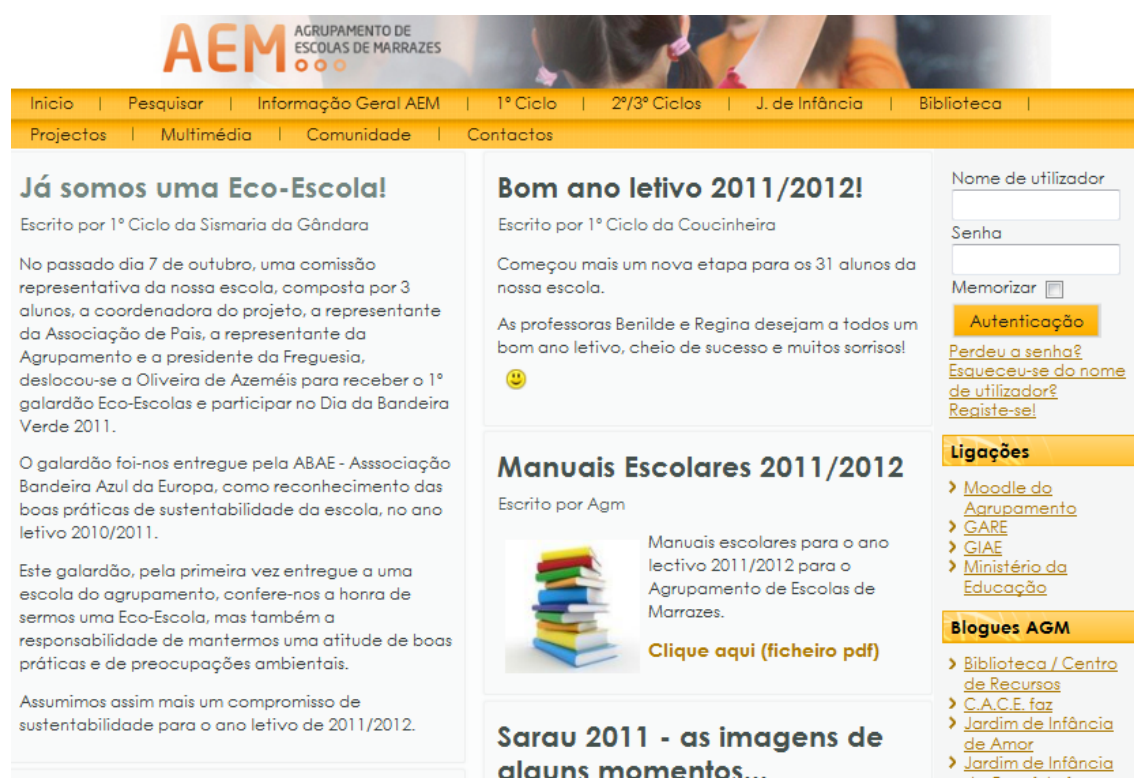 AEM AGRUPAMENTO DE
ESCOLAS DE MARRAZES
Inicio | Pesquisar | Informação Geral AEM | 1º Ciclo | 2º/3º Ciclos | J. de Infância | Biblioteca |
Projectos | Multimédia | Comunidade | Contactos
Já somos uma Eco-Escola!
Escrito por 1º Ciclo da Sismaria da Gândara
No passado dia 7 de outubro, uma comissão
representativa da nossa escola, composta por 3
alunos, a coordenadora do projeto, a representante
da Associação de Pais, a representante da
Agrupamento e a presidente da Freguesia,
deslocou-se a Oliveira de Azeméis para receber o 1º
galardão Eco-Escolas e participar no Dia da Bandeira
Verde 2011.
O galardão foi-nos entregue pela ABAE - Asssociação
Bandeira Azul da Europa, como reconhecimento das
boas práticas de sustentabilidade da escola, no ano
letivo 2010/2011.
Este galardão, pela primeira vez entregue a uma
escola do agrupamento, confere-nos a honra de
sermos uma Eco-Escola, mas também a
responsabilidade de mantermos uma atitude de boas
práticas e de preocupações ambientais.
Assumimos assim mais um compromisso de
sustentabilidade para o ano letivo de 2011/2012.
Bom ano letivo 2011/2012!
Escrito por 1º Ciclo da Coucinheira
Começou mais um nova etapa para os 31 alunos da
nossa escola.
As professoras Benilde e Regina desejam a todos um
bom ano letivo, cheio de sucesso e muitos sorrisos!
Manuais Escolares 2011/2012
Escrito por Agm
Manuais escolares para o ano
lectivo 2011/2012 para o
Agrupamento de Escolas de
Marrazes.
Clique aqui (ficheiro pdf)
Sarau 2011 - as imagens de
alguns momentos...
Nome de utilizador
Senha
Memorizar
Autenticação
Perdeu a senha?
Esqueceu-se do nome
de utilizador?
Registe-se!
Ligações
Moodle do
Agrupamento
GARE
GIAE
Ministério da
Educação
Blogues AGM
Biblioteca / Centro
de Recursos
C.A.C.E. faz
Jardim de Infância
de Amor
Jardim de Infância